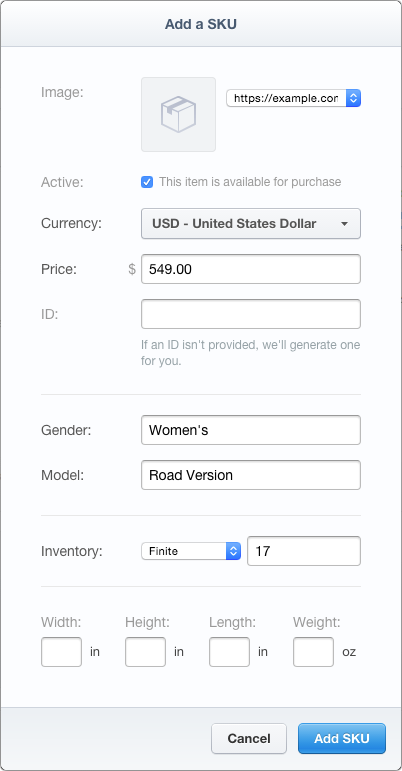 Add a SKU
Image:
https://example.cor
Active:
This item is available for purchase
Currency:
USD - United States Dollar
Price:
$
549.00
ID:
If an ID isn't provided, we'll generate one
for you.
Gender:
Women's
Model:
Road Version
Inventory:
Finite
17
Width:
Height:
Length:
Weight:
in
in
in
oz
Cancel
Add SKU